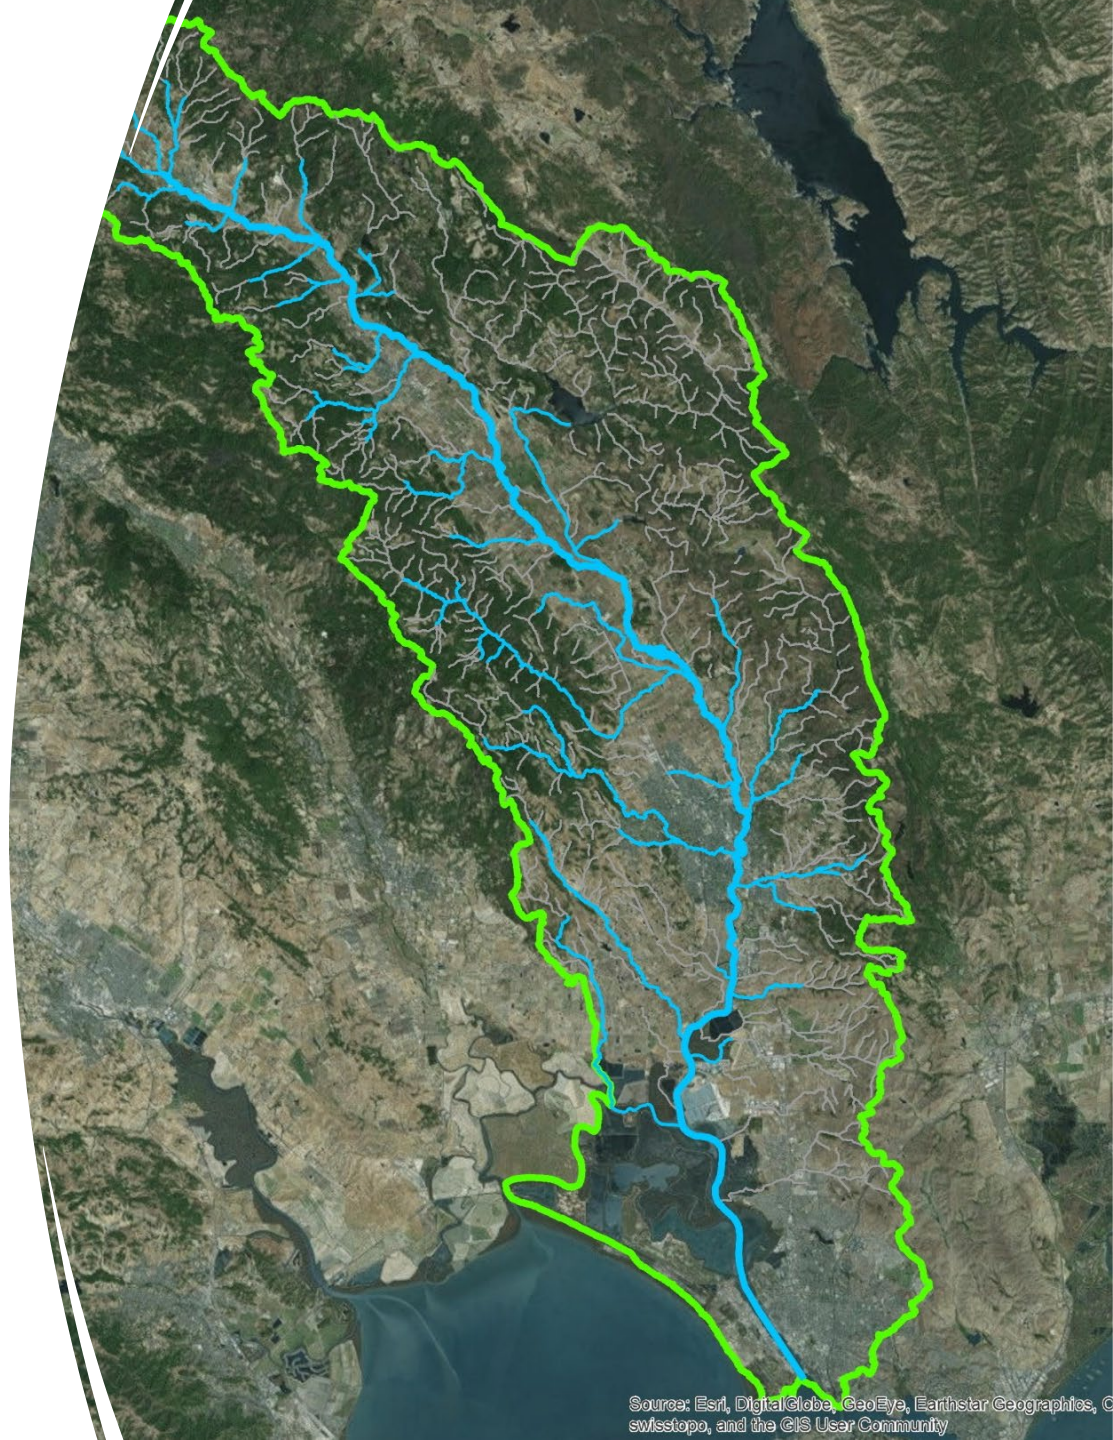 Source: Esri, DigitalGlobe, GeoEye, Earthstar Geographics,
swisstopo, and the GIS User Community